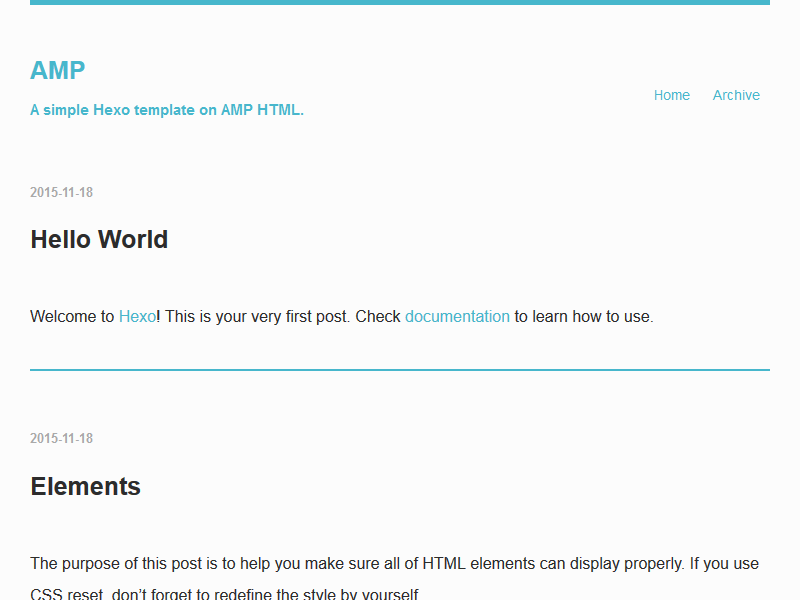 AMP
A simple Hexo template on AMP HTML.
Home Archive
2015-11-18
Hello World
Welcome to Hexo! This is your very first post. Check documentation to learn how to use.
2015-11-18
Elements
The purpose of this post is to help you make sure all of HTML elements can display properly. If you use
CSS reset, don’t forget to redefine the style by yourself